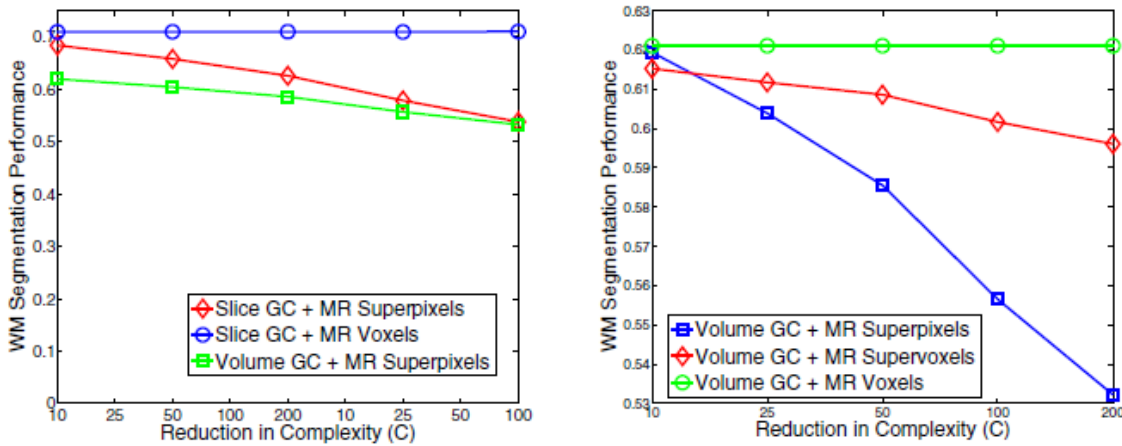 WM Segmentation Performance
0.7
0.6
0.5
0.4
0.3
0.2
0.1
0
10 25 50 100 200 10 25 50 100
Reduction in Complexity (C)
Slice GC + MR Superpixels
Slice GC + MR Voxels
Volume GC + MR Superpixels
WM Segmentation Performance
0.63
0.62
0.61
0.6
0.59
0.58
0.57
0.56
0.55
0.54
0.53
10 25 50 100 200
Reduction in Complexity (C)
Volume GC + MR Superpixels
Volume GC + MR Supervoxels
Volume GC + MR Voxels